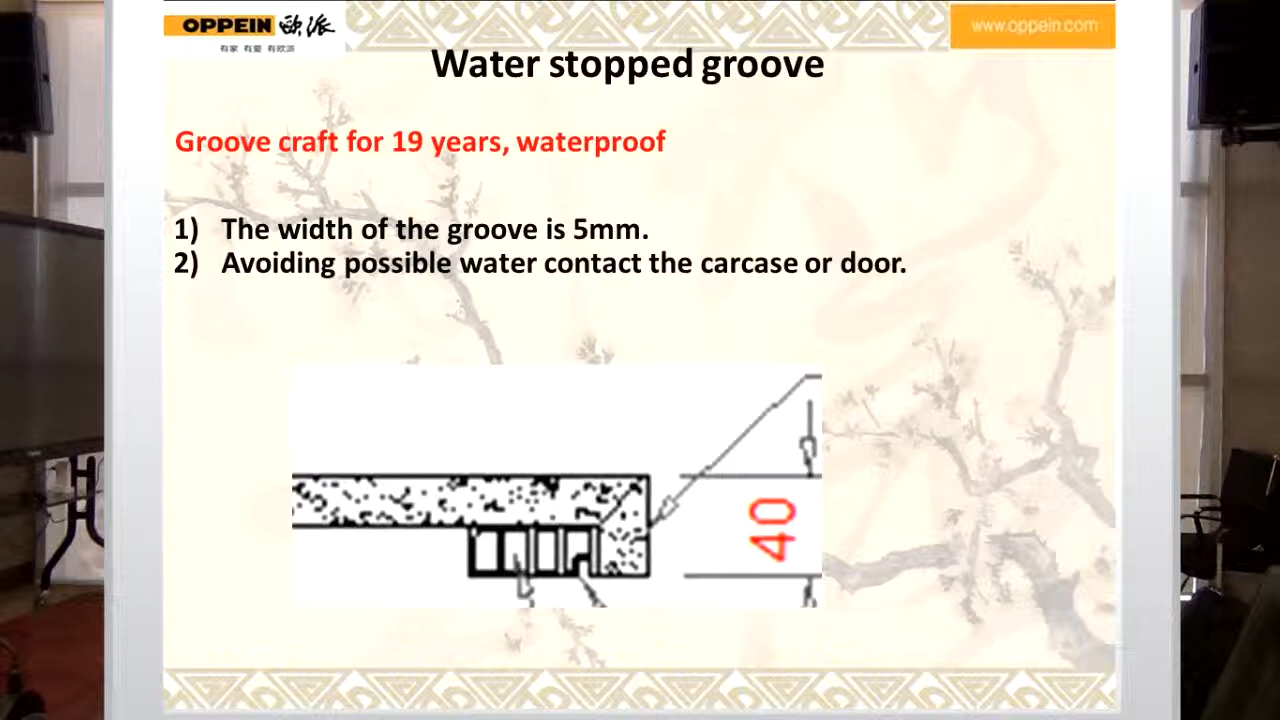 OPPEIN 欧派
有家 有爱 有欧派
www.oppein.com
Water stopped groove
Groove craft for 19 years, waterproof
1) The width of the groove is 5mm.
2) Avoiding possible water contact the carcase or door.
40